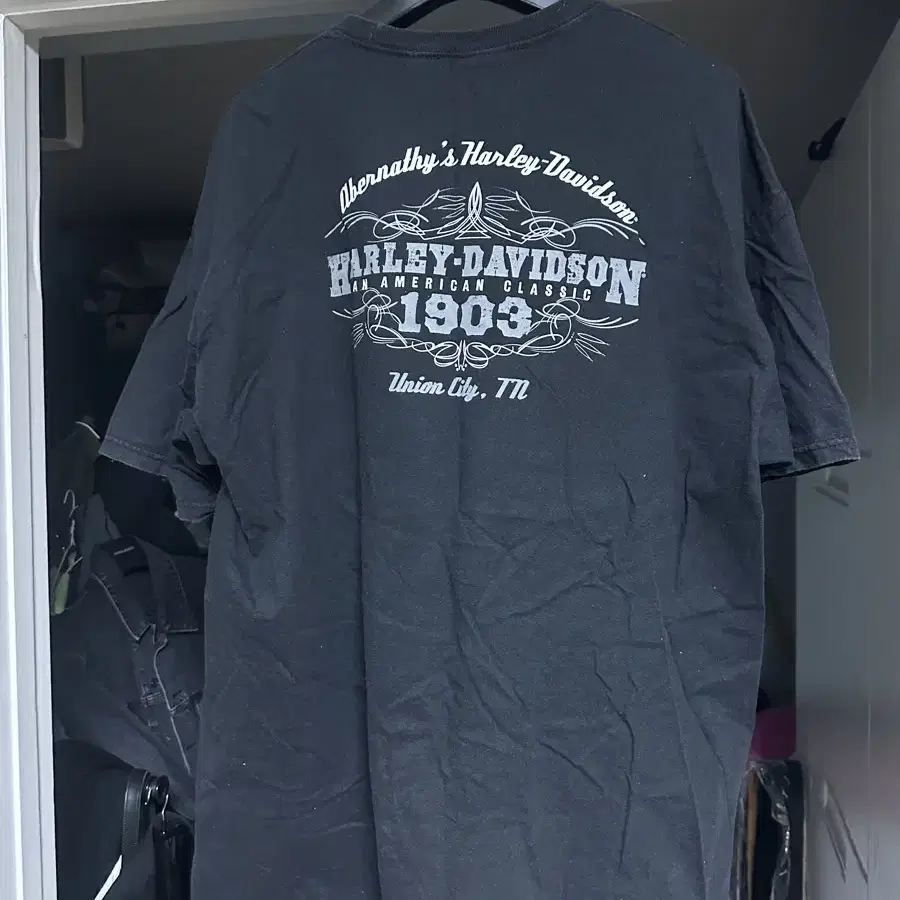 Abernathy's Harley-Davidson
HARLEY-DAVIDSON
AN AMERICAN CLASSIC
1903
Union City, TN